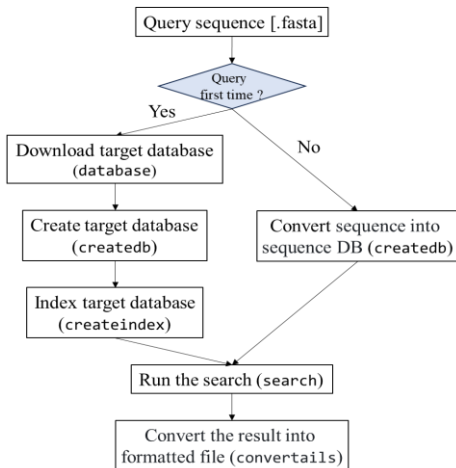 Query sequence [.fasta]
Query
first time ?
Yes
No
Download target database
(database)
Create target database
(createdb)
Convert sequence into
sequence DB (createdb)
Index target database
(createindex)
Run the search (search)
Convert the result into
formatted file (convertails)